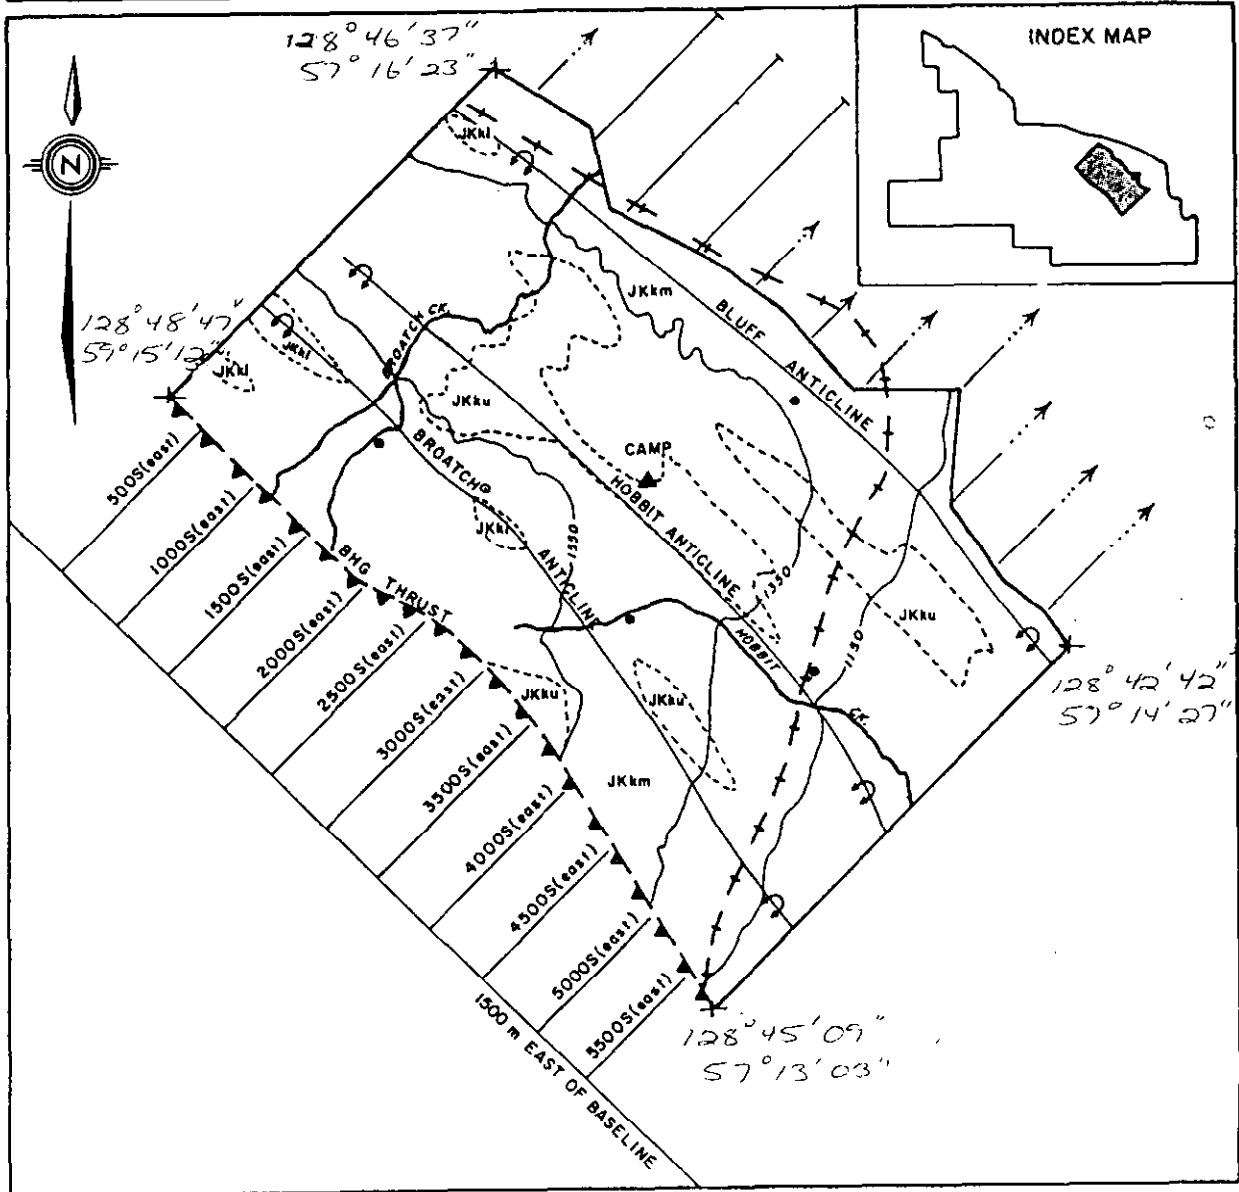 128° 46' 37"
57° 16' 23"
INDEX MAP
N
JKkl
JKkm
BLUFF ANTICLINE
128° 48' 47"
59° 15' 12"
JKkl
JKkl
BROATCH CK.
JKku
CAMP
HOBBIT ANTICLINE
BROATCH ANTICLINE
JKkl
1350
1350
JKku
BHG THRUST
500S(east)
1000S(east)
1500S(east)
2000S(east)
2500S(east)
3000S(east)
3500S(east)
4000S(east)
4500S(east)
5000S(east)
5500S(east)
HOBBIT CK.
1150
JKku
JKku
JKkm
128° 42' 42"
57° 14' 27"
128° 45' 09"
57° 13' 03"
1500 m EAST OF BASELINE